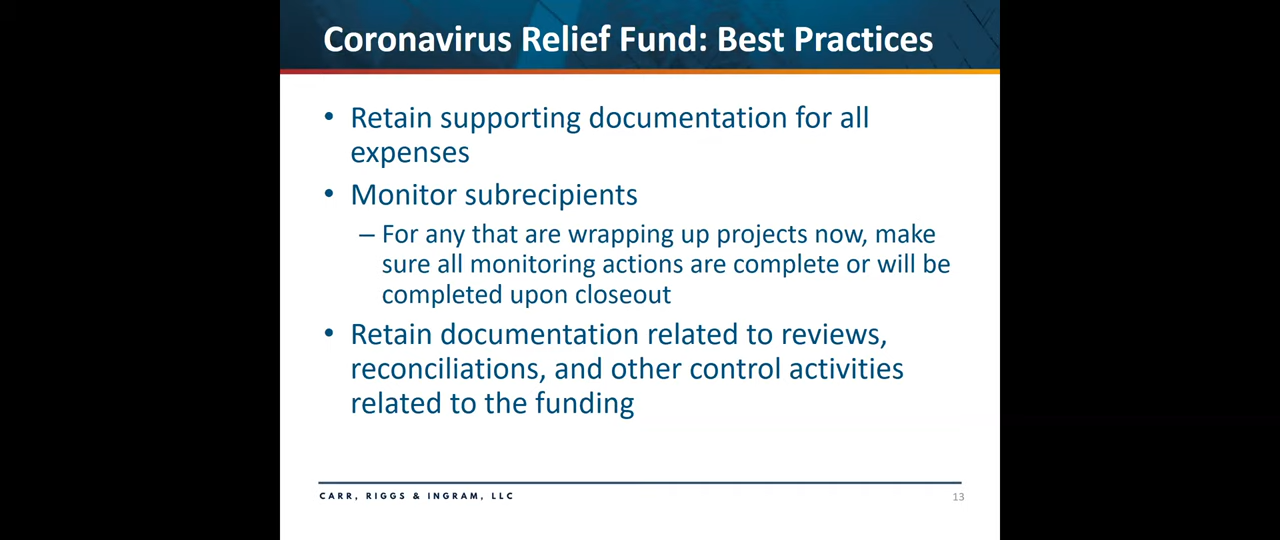 Coronavirus Relief Fund: Best Practices
• Retain supporting documentation for all
expenses
• Monitor subrecipients
– For any that are wrapping up projects now, make
sure all monitoring actions are complete or will be
completed upon closeout
• Retain documentation related to reviews,
reconciliations, and other control activities
related to the funding
CARR, RIGGS & INGRAM, LLC
13